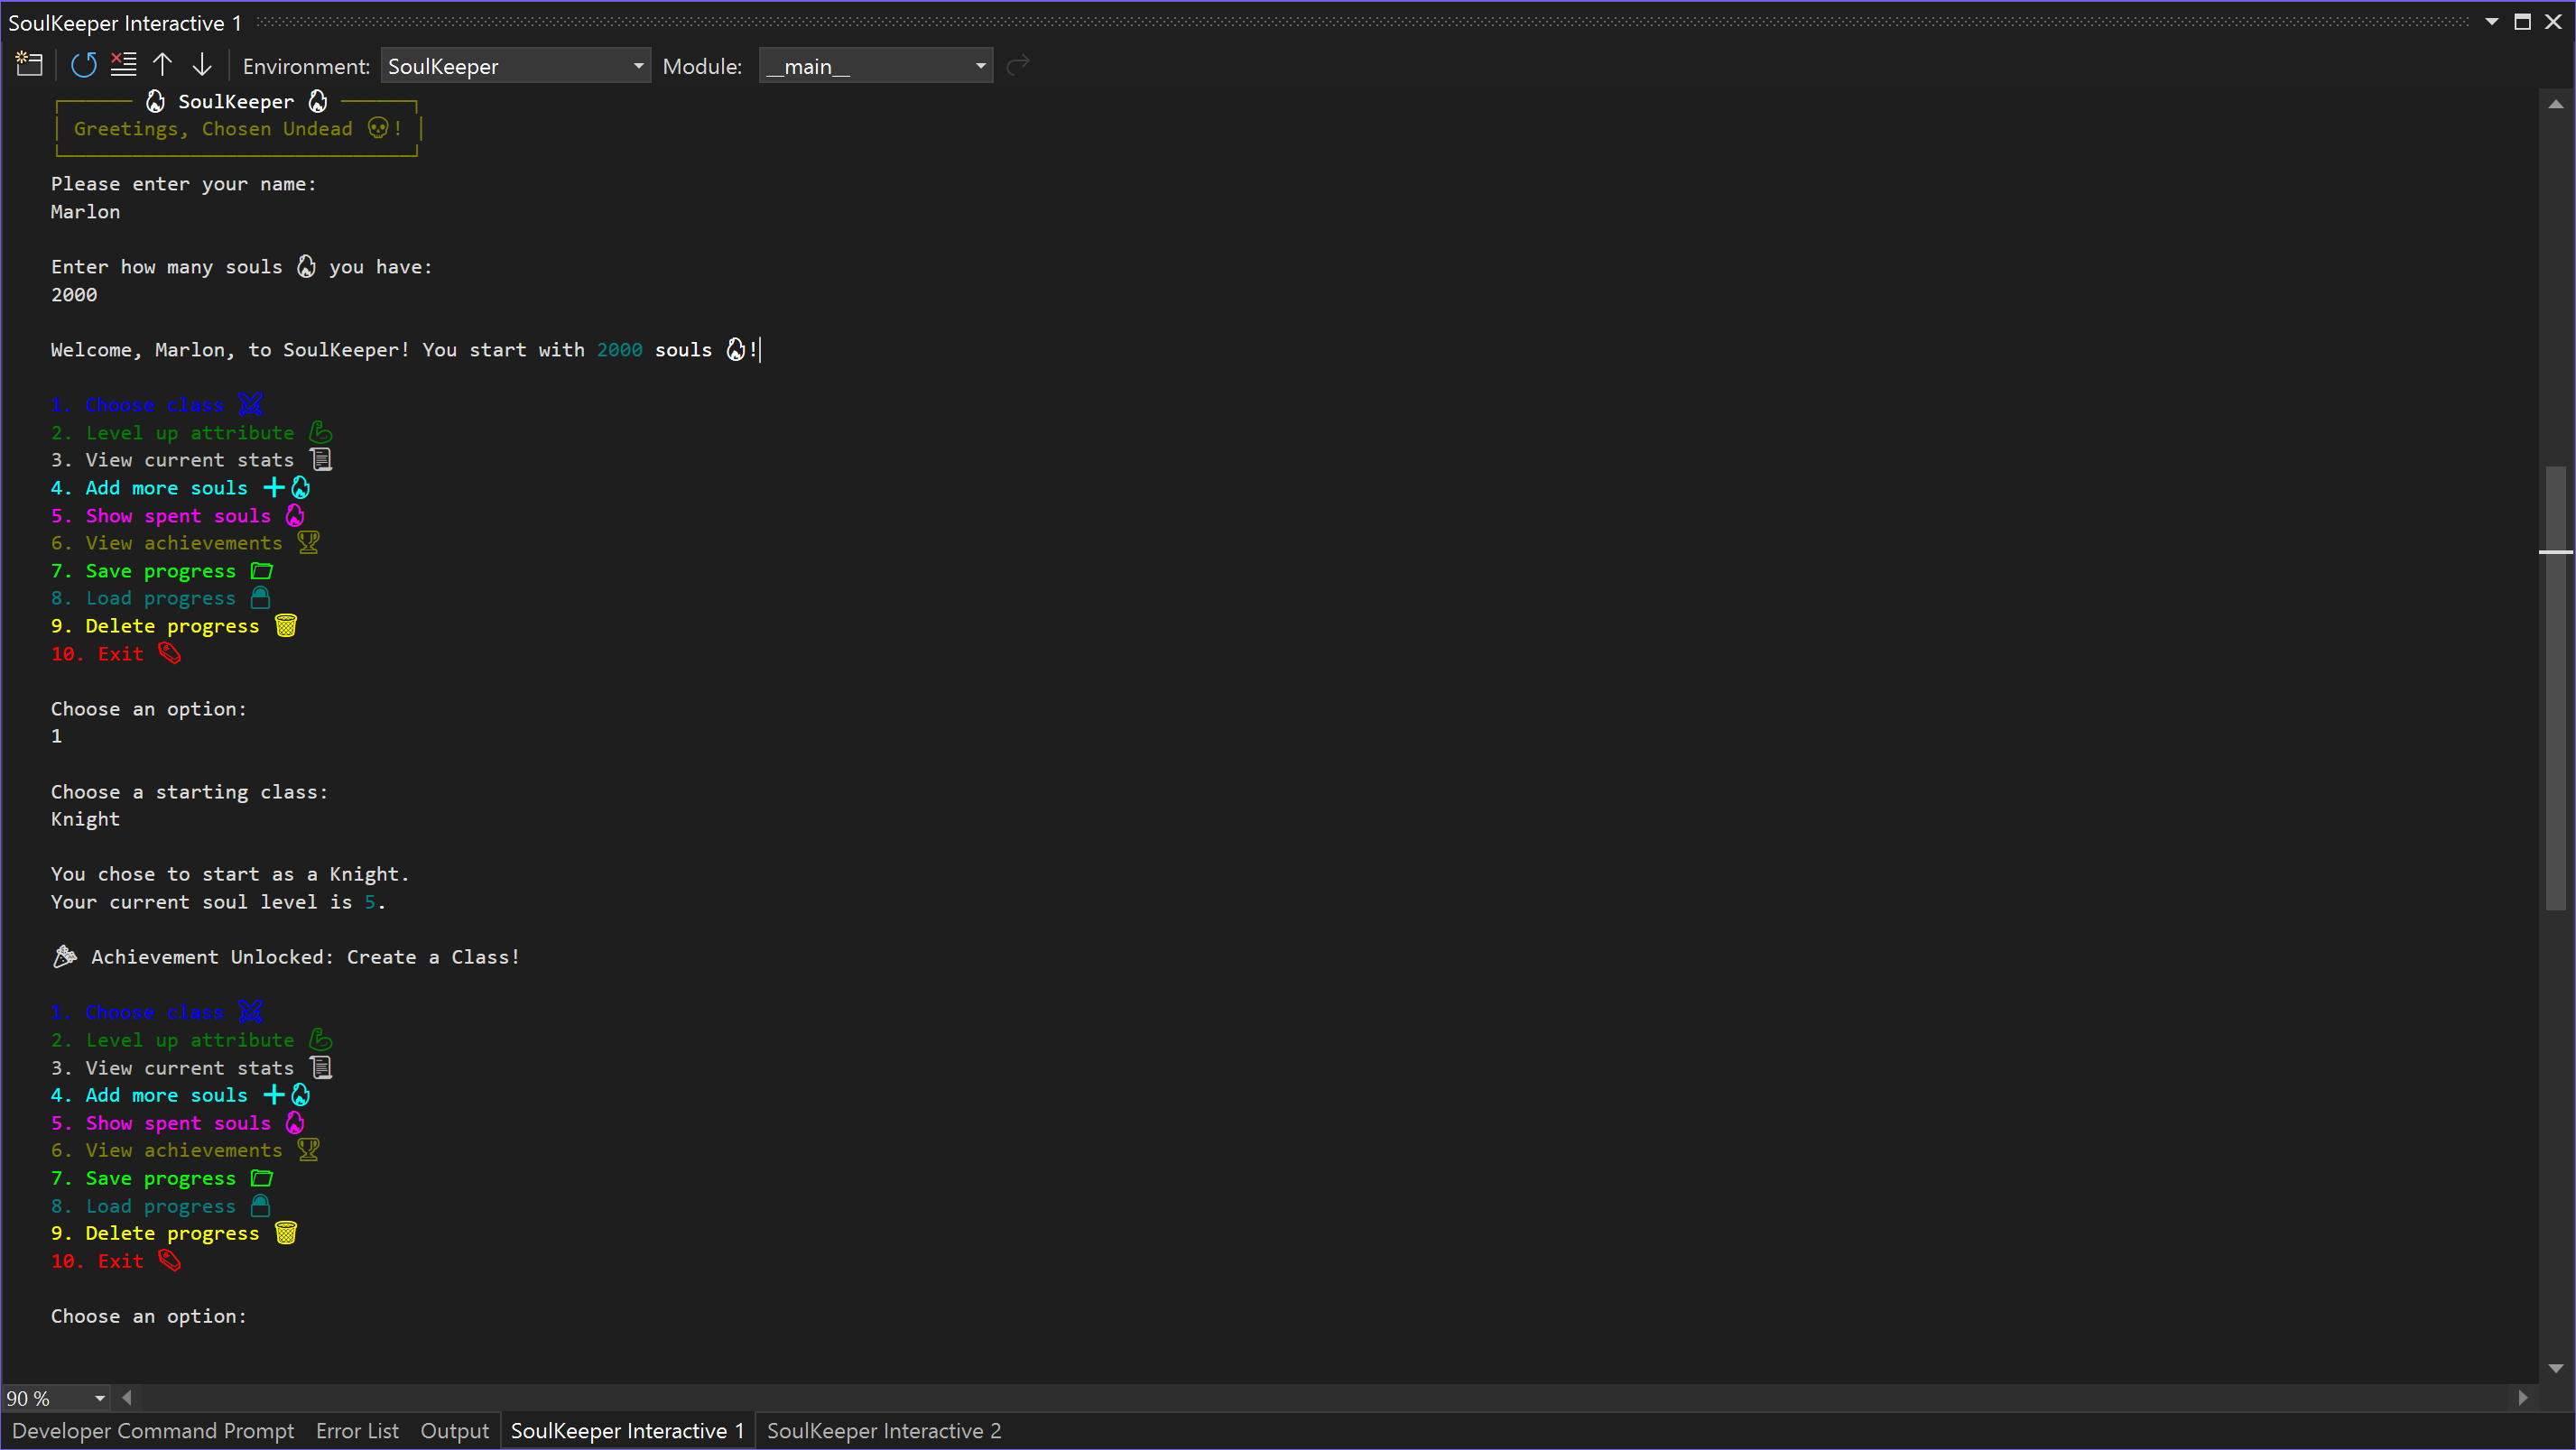 SoulKeeper Interactive 1
Environment: SoulKeeper Module: __main__
🔥 SoulKeeper 🔥
Greetings, Chosen Undead 💀!
Please enter your name:
Marlon
Enter how many souls 🔥 you have:
2000
Welcome, Marlon, to SoulKeeper! You start with 2000 souls 🔥!
1. Choose class ⚔
2. Level up attribute 💪
3. View current stats 📜
4. Add more souls ➕🔥
5. Show spent souls 🔥
6. View achievements 🏆
7. Save progress 📂
8. Load progress 🔒
9. Delete progress 🗑
10. Exit 🏷
Choose an option:
1
Choose a starting class:
Knight
You chose to start as a Knight.
Your current soul level is 5.
🎉 Achievement Unlocked: Create a Class!
1. Choose class ⚔
2. Level up attribute 💪
3. View current stats 📜
4. Add more souls ➕🔥
5. Show spent souls 🔥
6. View achievements 🏆
7. Save progress 📂
8. Load progress 🔒
9. Delete progress 🗑
10. Exit 🏷
Choose an option:
90 %
Developer Command Prompt Error List Output SoulKeeper Interactive 1 SoulKeeper Interactive 2